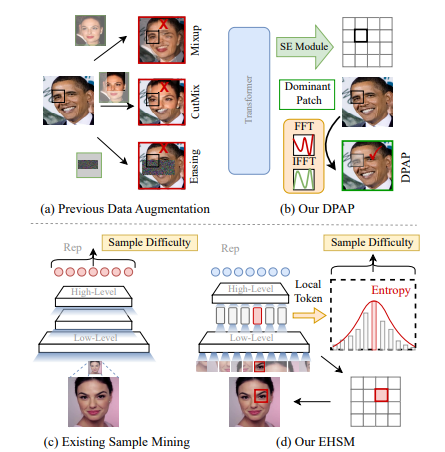 Mixup
CutMix
Erasing
(a) Previous Data Augmentation
Transformer
SE Module
Dominant
Patch
FFT
IFFT
DPAP
(b) Our DPAP
Rep
Sample Difficulty
High-Level
Low-Level
(c) Existing Sample Mining
Rep
Sample Difficulty
High-Level
Local
Token
Low-Level
Entropy
(d) Our EHSM